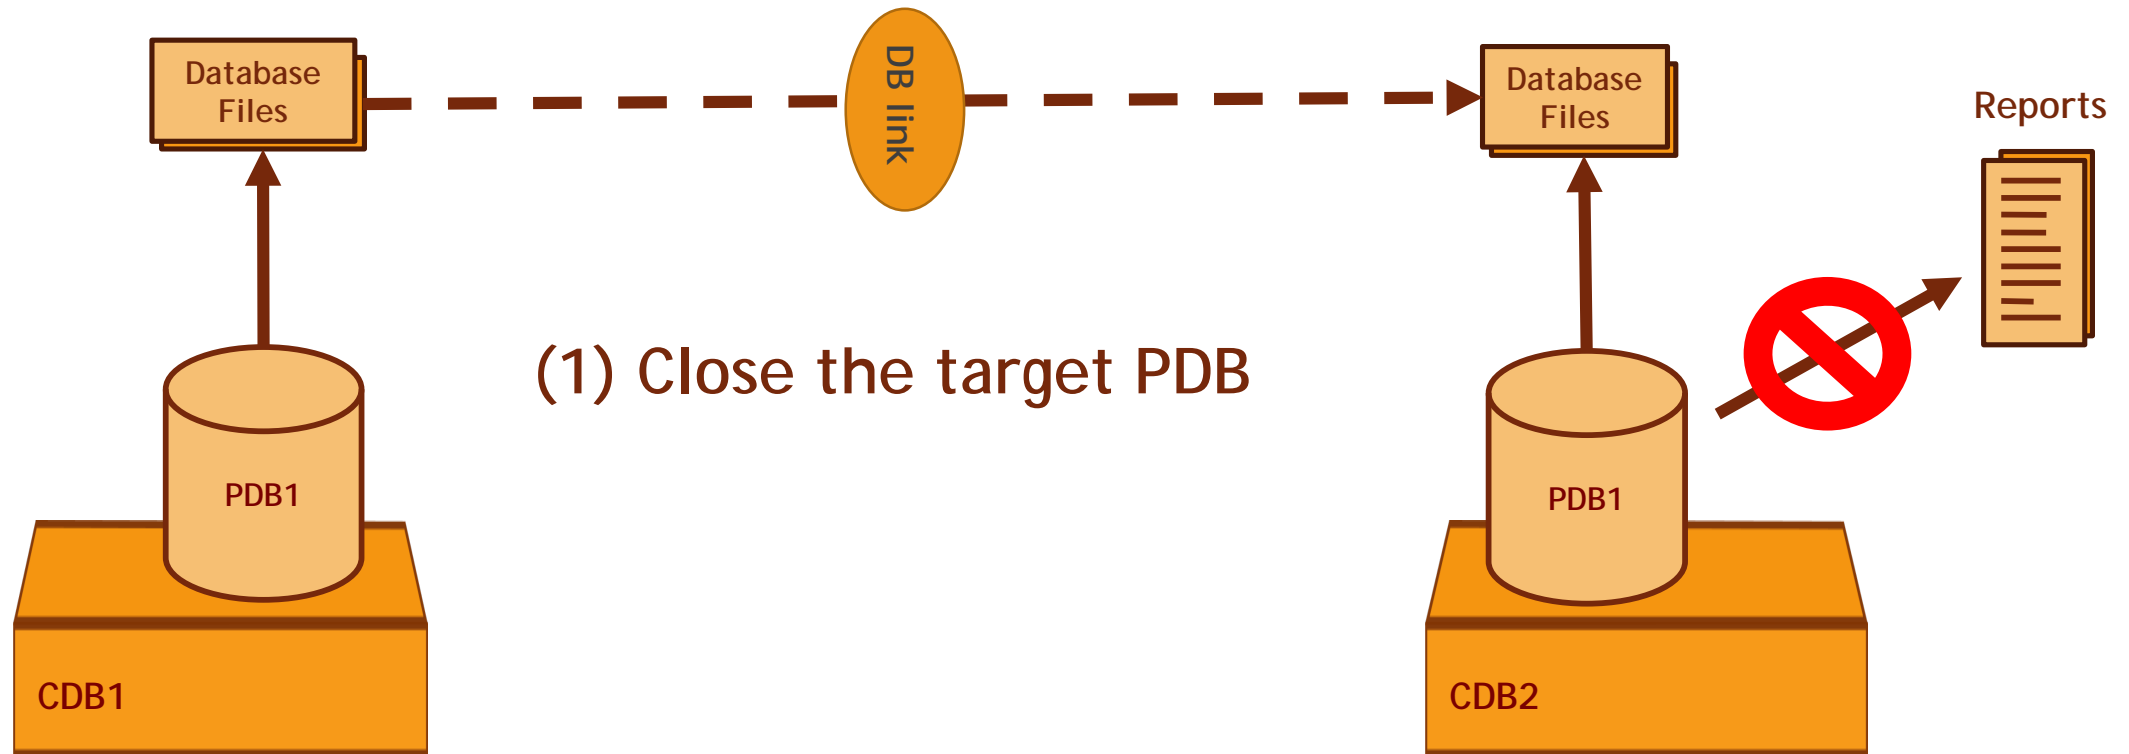 Database
Files
DB link
Database
Files
Reports
(1) Close the target PDB
PDB1
PDB1
CDB1
CDB2